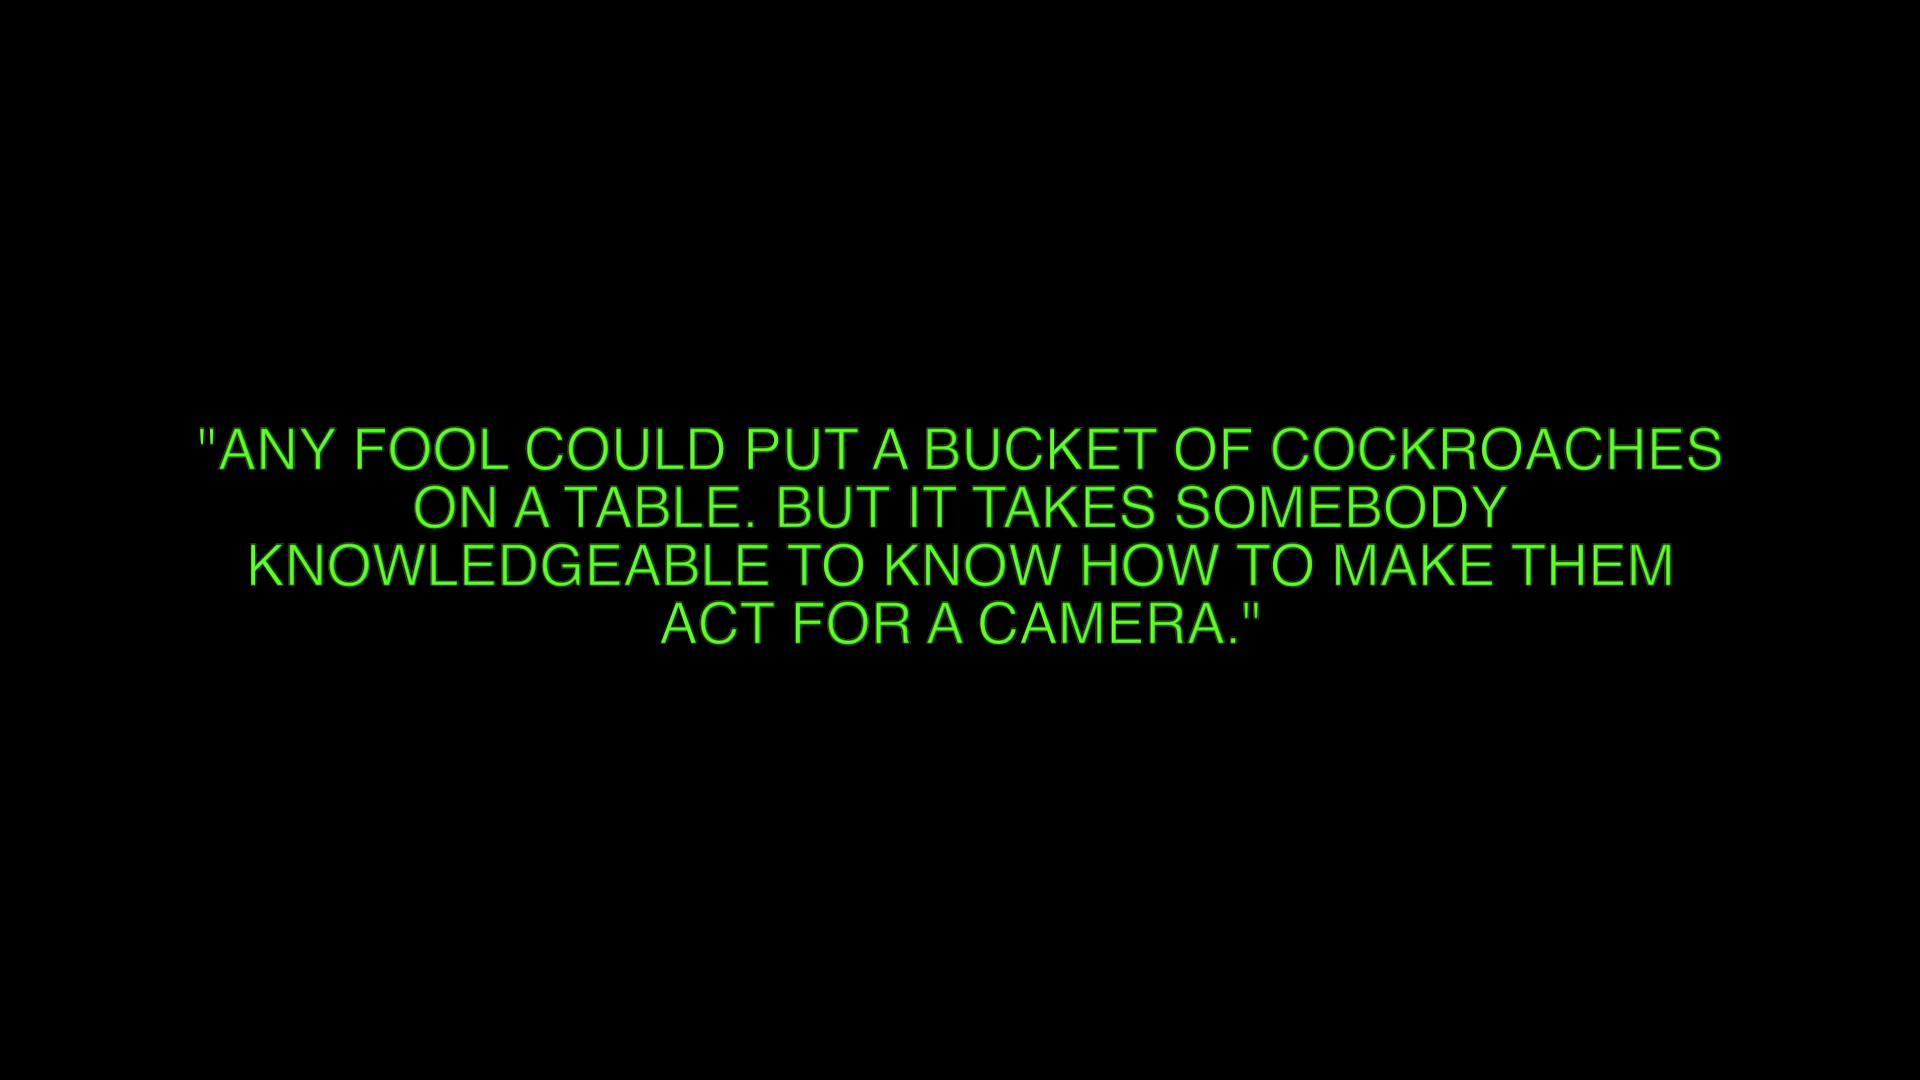 "ANY FOOL COULD PUT A BUCKET OF COCKROACHES
ON A TABLE. BUT IT TAKES SOMEBODY
KNOWLEDGEABLE TO KNOW HOW TO MAKE THEM
ACT FOR A CAMERA."